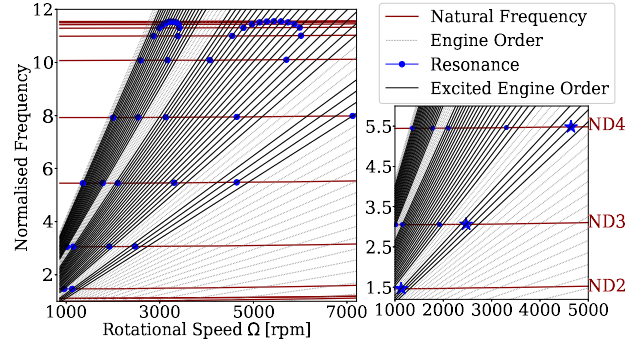 12
10
8
6
4
2
1000
3000
5000
7000
Normalised Frequency
Rotational Speed Ω [rpm]
Natural Frequency
Engine Order
Resonance
Excited Engine Order
5.5
4.5
3.5
2.5
1.5
1000
2000
3000
4000
5000
ND4
ND3
ND2